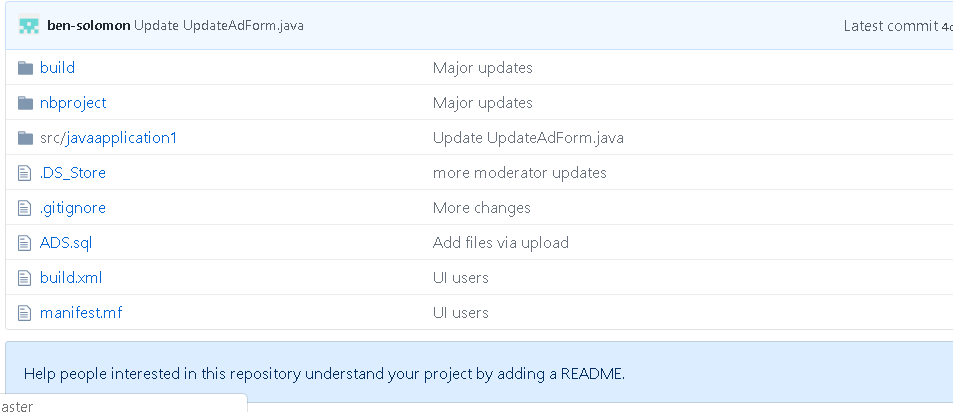 ben-solomon Update UpdateAdForm.java Latest commit
build Major updates
nbproject Major updates
src/javaapplication1 Update UpdateAdForm.java
.DS_Store more moderator updates
.gitignore More changes
ADS.sql Add files via upload
build.xml UI users
manifest.mf UI users
Help people interested in this repository understand your project by adding a README.
aster